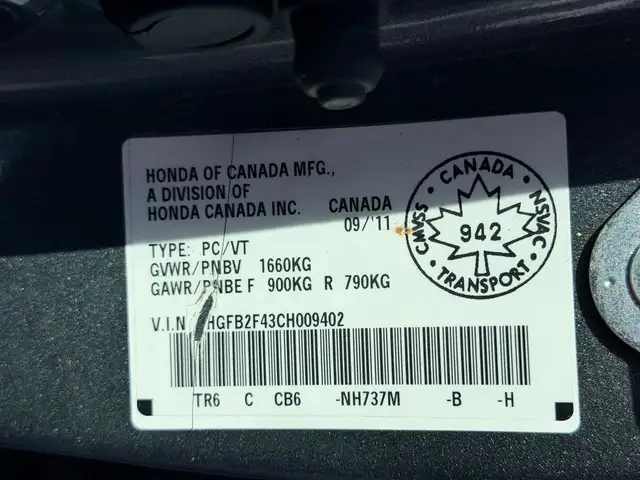 HONDA OF CANADA MFG.,
A DIVISION OF
HONDA CANADA INC.
CANADA
09/'11
TYPE: PC/VT
GVWR/PNBV 1660KG
GAWR/PNBE F 900KG R 790KG
V.I.N HGFB2F43CH009402
TR6 C CB6 -NH737M -B -H
CANADA
CMVSS · NSVAC
942
TRANSPORT